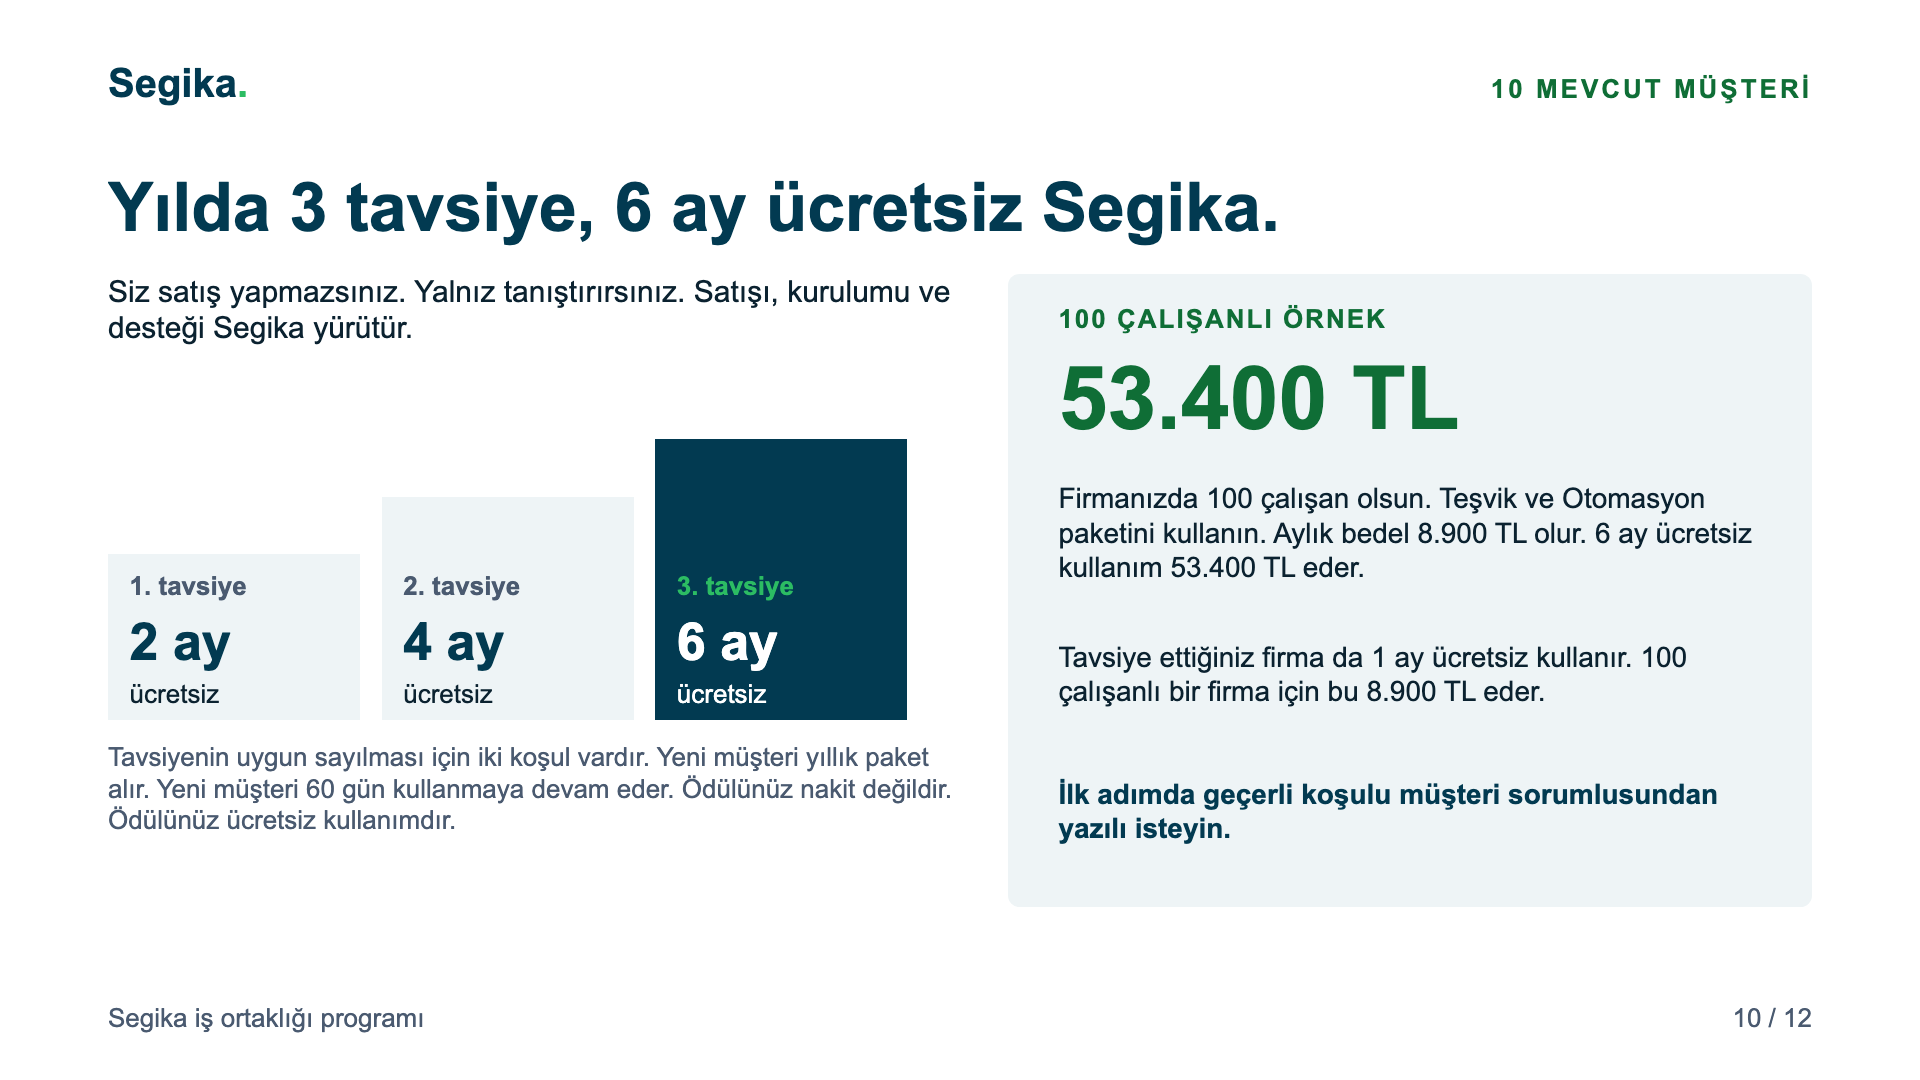 Segika.
10 MEVCUT MÜŞTERİ
Yılda 3 tavsiye, 6 ay ücretsiz Segika.
Siz satış yapmazsınız. Yalnız tanıştırırsınız. Satışı, kurulumu ve
desteği Segika yürütür.
1. tavsiye
2 ay
ücretsiz
2. tavsiye
4 ay
ücretsiz
3. tavsiye
6 ay
ücretsiz
Tavsiyenin uygun sayılması için iki koşul vardır. Yeni müşteri yıllık paket
alır. Yeni müşteri 60 gün kullanmaya devam eder. Ödülünüz nakit değildir.
Ödülünüz ücretsiz kullanımdır.
100 ÇALIŞANLI ÖRNEK
53.400 TL
Firmanızda 100 çalışan olsun. Teşvik ve Otomasyon
paketini kullanın. Aylık bedel 8.900 TL olur. 6 ay ücretsiz
kullanım 53.400 TL eder.
Tavsiye ettiğiniz firma da 1 ay ücretsiz kullanır. 100
çalışanlı bir firma için bu 8.900 TL eder.
İlk adımda geçerli koşulu müşteri sorumlusundan
yazılı isteyin.
Segika iş ortaklığı programı
10 / 12